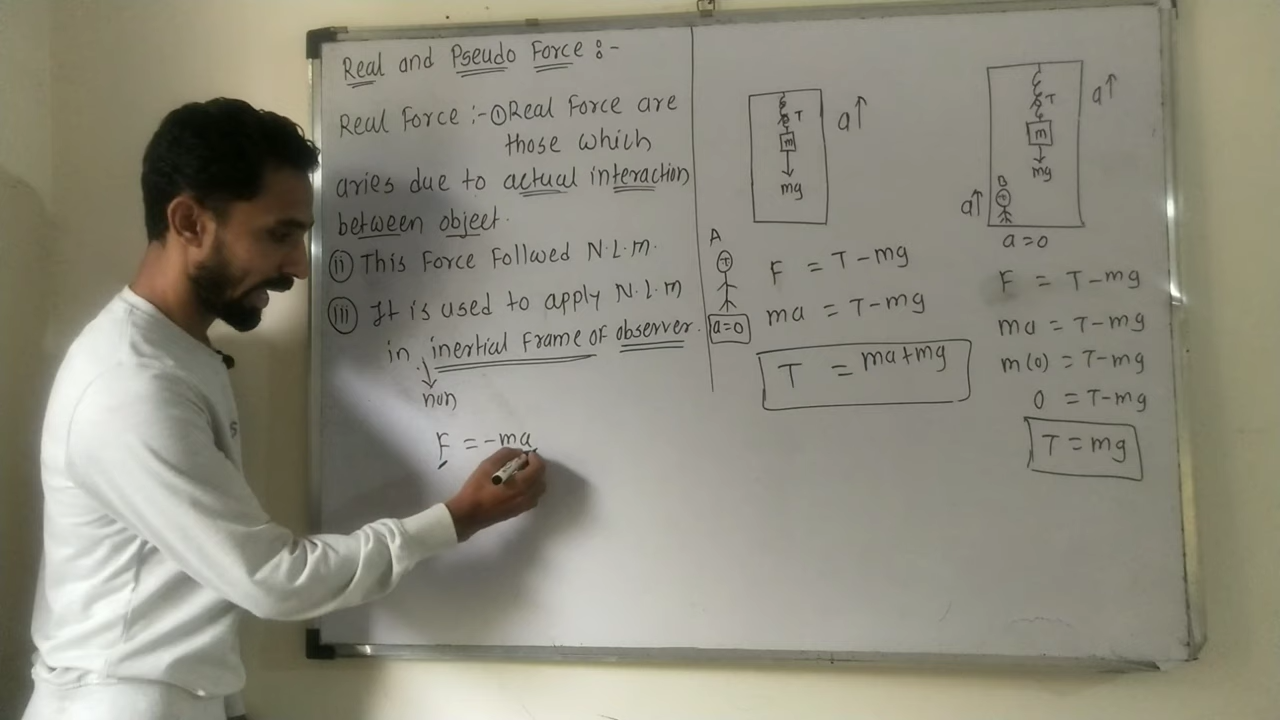 Real and Pseudo Force :-
Real Force :- ① Real Force are
those which
aries due to actual interaction
between object.
(ii) This Force Follwed N.L.M.
(iii) It is used to apply N.L.M
in inertial Frame of observer.
non
F = -ma
T
m
mg
a↑
A
a=0
F = T-mg
ma = T-mg
T = ma+mg
T
m
mg
a↑
B
a↑
a=0
F = T-mg
ma = T-mg
m(0) = T-mg
0 = T-mg
T = mg